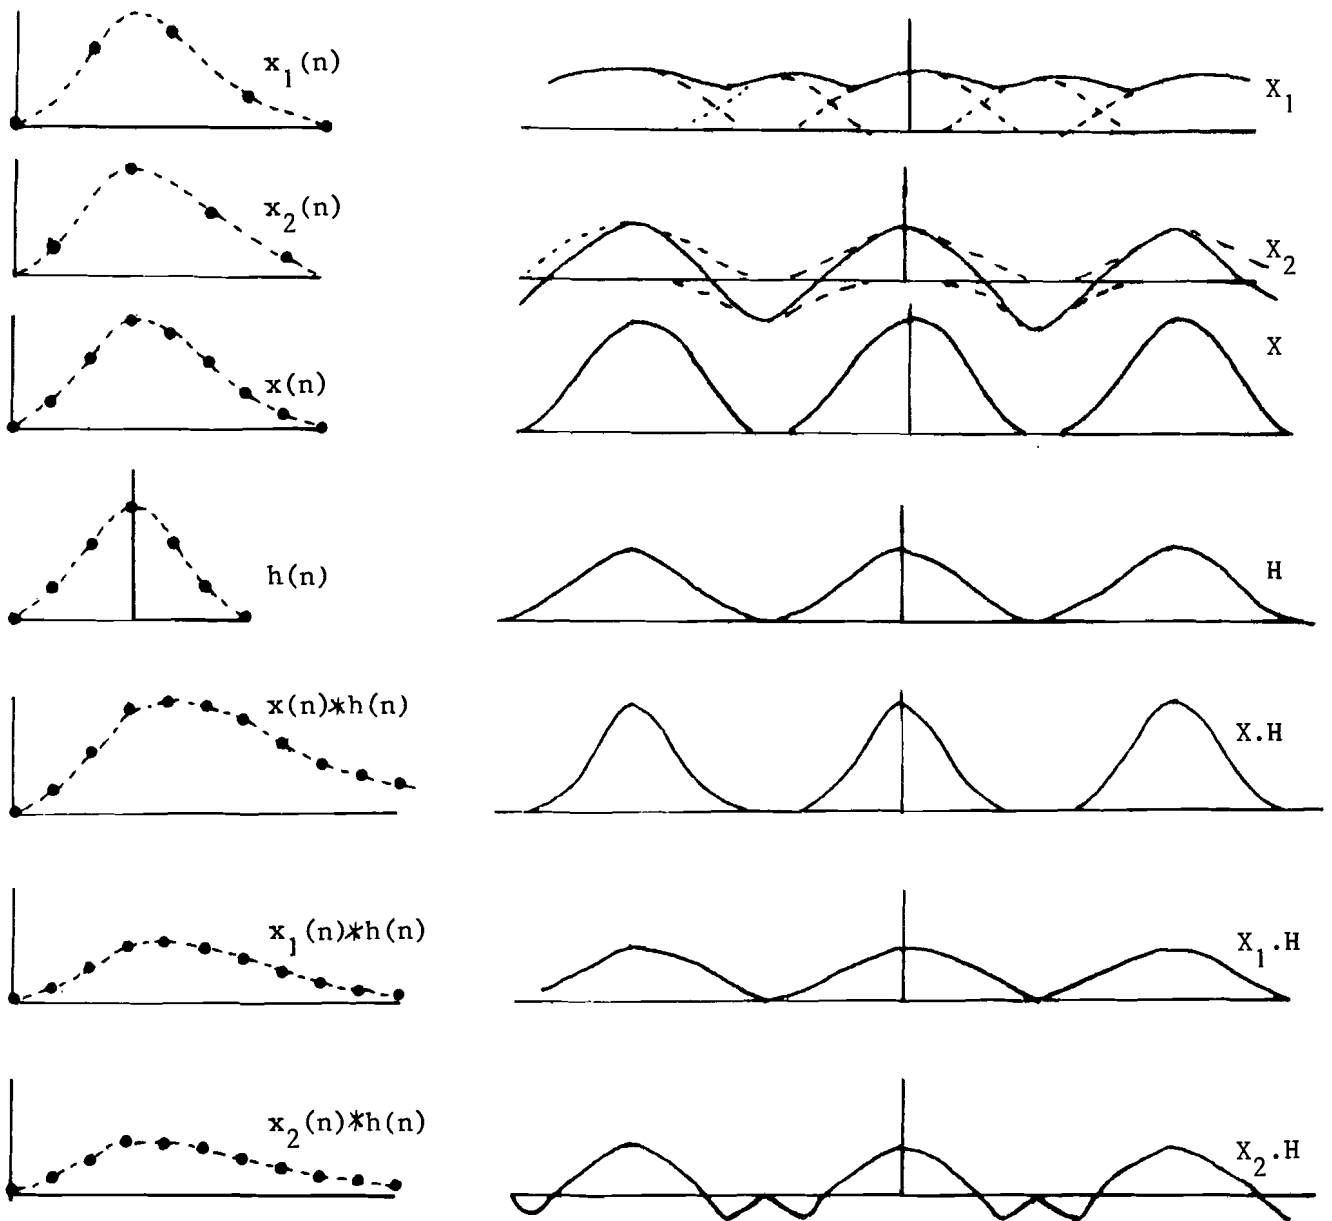 x₁(n)
X₁
x₂(n)
X₂
x(n)
X
h(n)
H
x(n)*h(n)
X.H
x₁(n)*h(n)
X₁.H
x₂(n)*h(n)
X₂.H